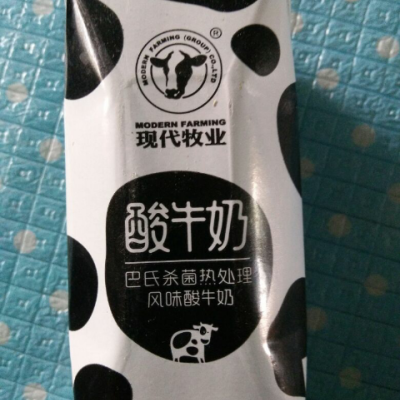 MODERN FARMING (GROUP) CO.,LTD
®
MODERN FARMING
现代牧业
酸牛奶
巴氏杀菌热处理
风味酸牛奶